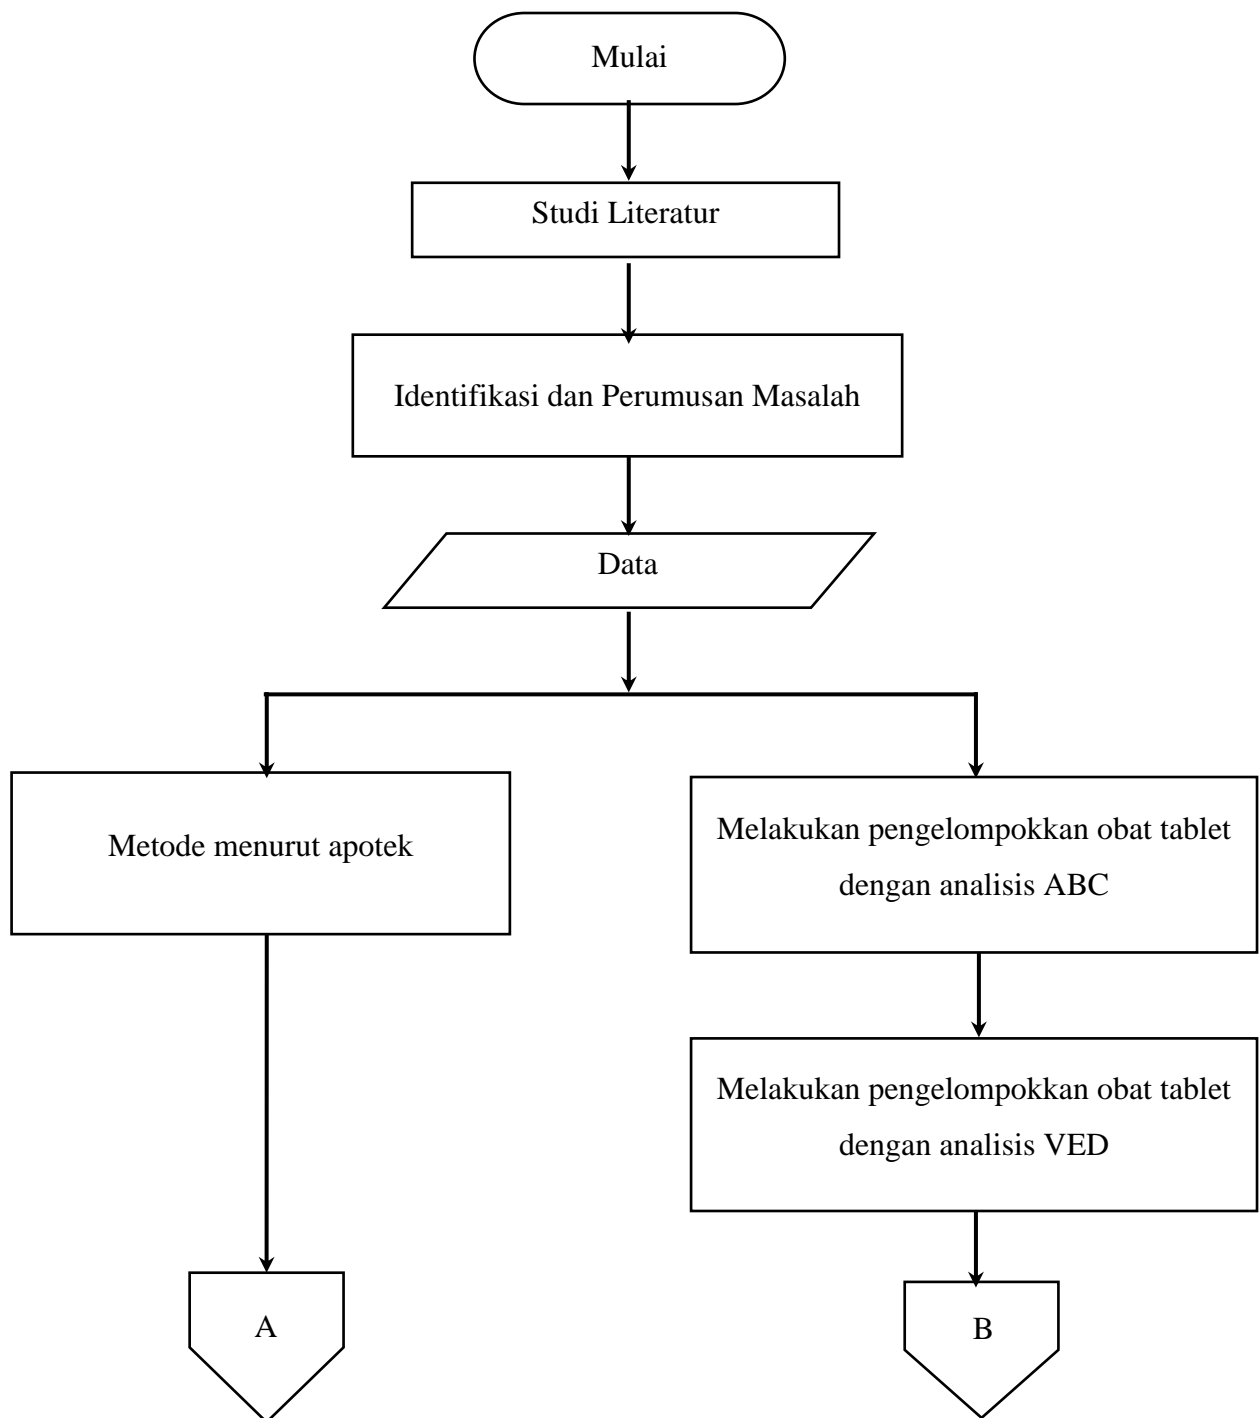 Mulai
Studi Literatur
Identifikasi dan Perumusan Masalah
Data
Metode menurut apotek
Melakukan pengelompokkan obat tablet
dengan analisis ABC
Melakukan pengelompokkan obat tablet
dengan analisis VED
A
B